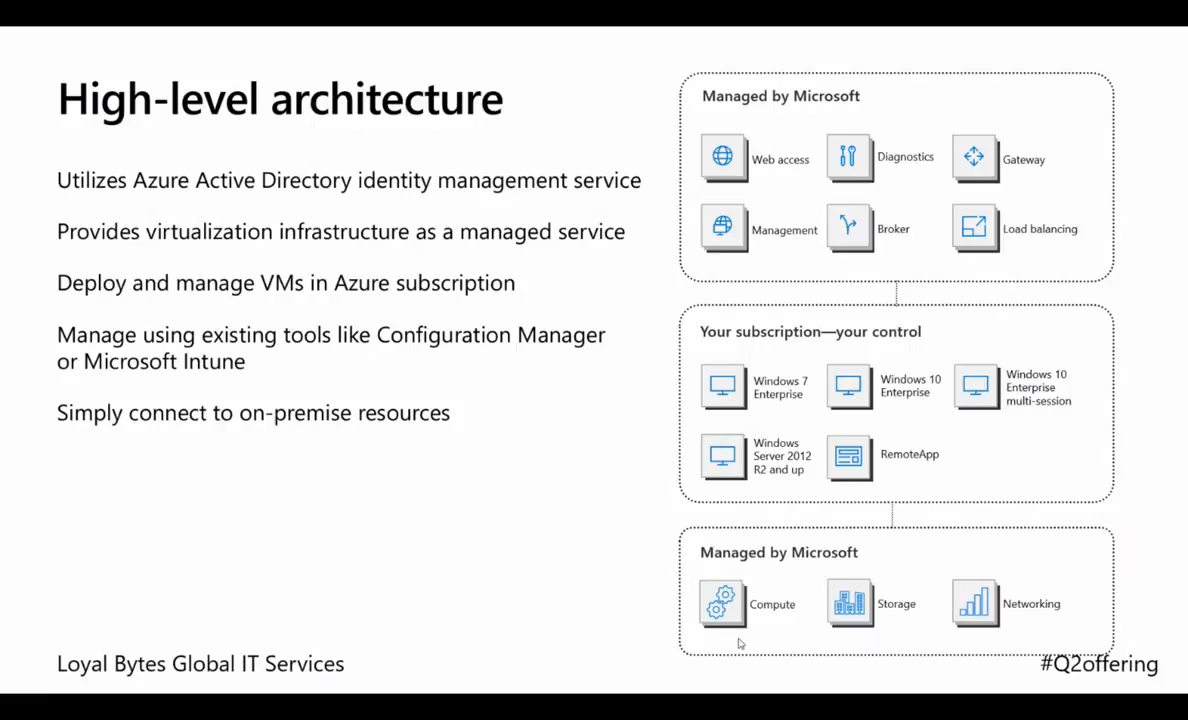 High-level architecture
Utilizes Azure Active Directory identity management service
Provides virtualization infrastructure as a managed service
Deploy and manage VMs in Azure subscription
Manage using existing tools like Configuration Manager
or Microsoft Intune
Simply connect to on-premise resources
Managed by Microsoft
Web access
Diagnostics
Gateway
Management
Broker
Load balancing
Your subscription—your control
Windows 7
Enterprise
Windows 10
Enterprise
Windows 10
Enterprise
multi-session
Windows
Server 2012
R2 and up
RemoteApp
Managed by Microsoft
Compute
Storage
Networking
Loyal Bytes Global IT Services
#Q2offering